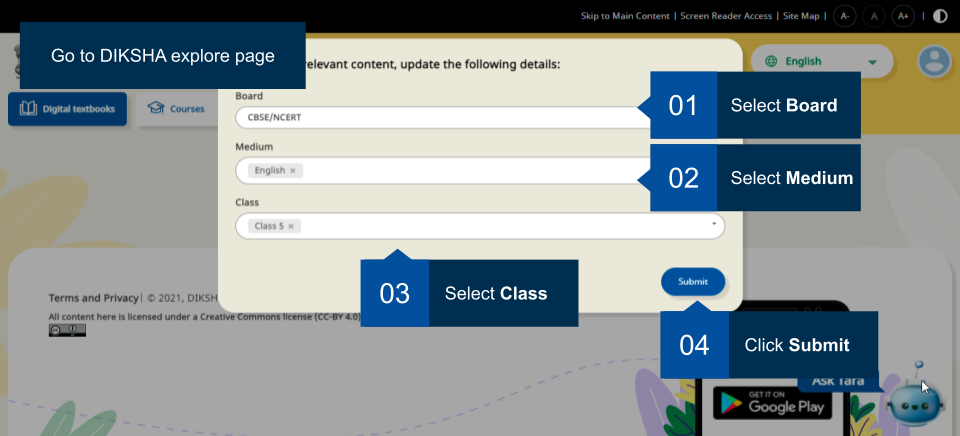 Skip to Main Content | Screen Reader Access | Site Map | A- A A+ |
Go to DIKSHA explore page
relevant content, update the following details:
English
Digital textbooks
Courses
Board
CBSE/NCERT
01 Select Board
Medium
English ×
02 Select Medium
Class
Class 5 ×
03 Select Class
Submit
04 Click Submit
Terms and Privacy| © 2021, DIKSH
All content here is licensed under a Creative Commons license (CC-BY 4.0)
Ask Tara
GET IT ON
Google Play